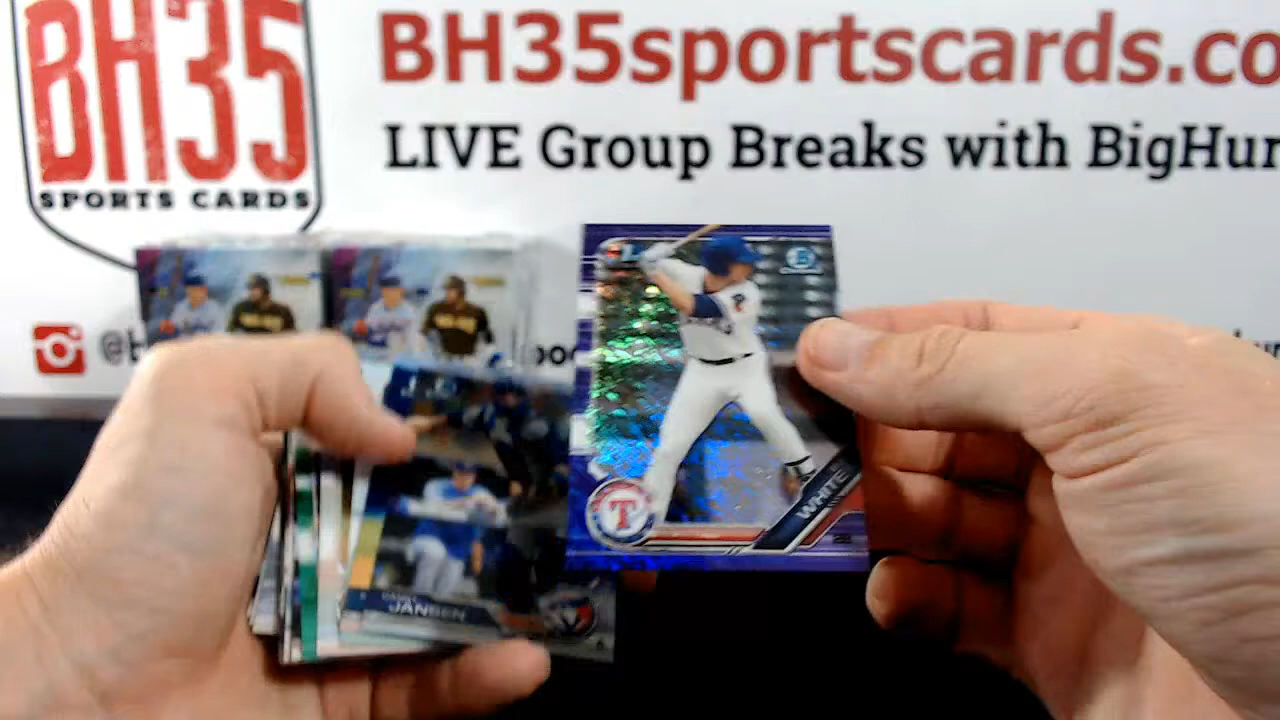 BH35
SPORTS CARDS
BH35sportscards.co
LIVE Group Breaks with BigHur
@b
WHITE
T
JANSEN